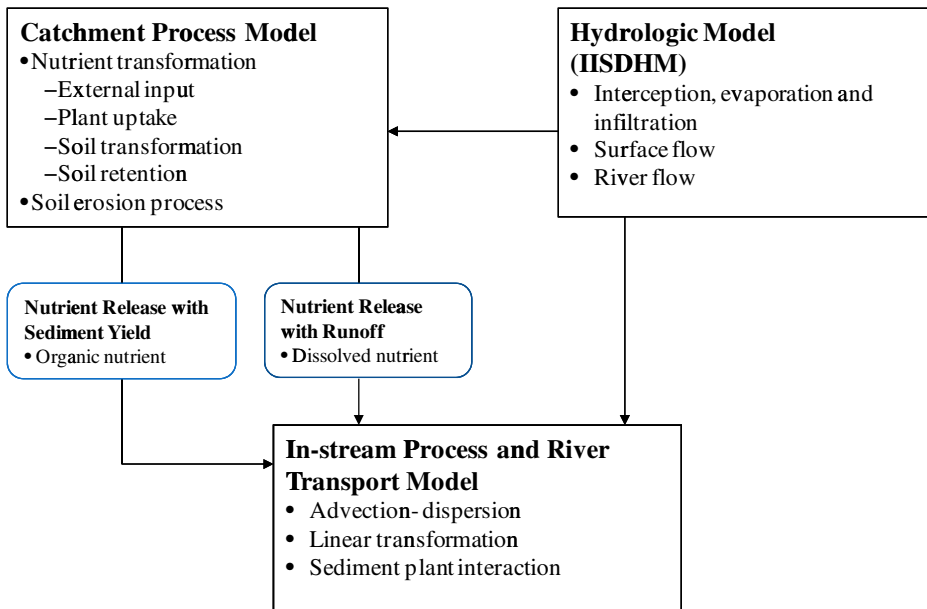 Catchment Process Model
•Nutrient transformation
–External input
–Plant uptake
–Soil transformation
–Soil retention
•Soil erosion process
Hydrologic Model
(IISDHM)
• Interception, evaporation and
infiltration
• Surface flow
• River flow
Nutrient Release with
Sediment Yield
• Organic nutrient
Nutrient Release
with Runoff
• Dissolved nutrient
In-stream Process and River
Transport Model
• Advection- dispersion
• Linear transformation
• Sediment plant interaction